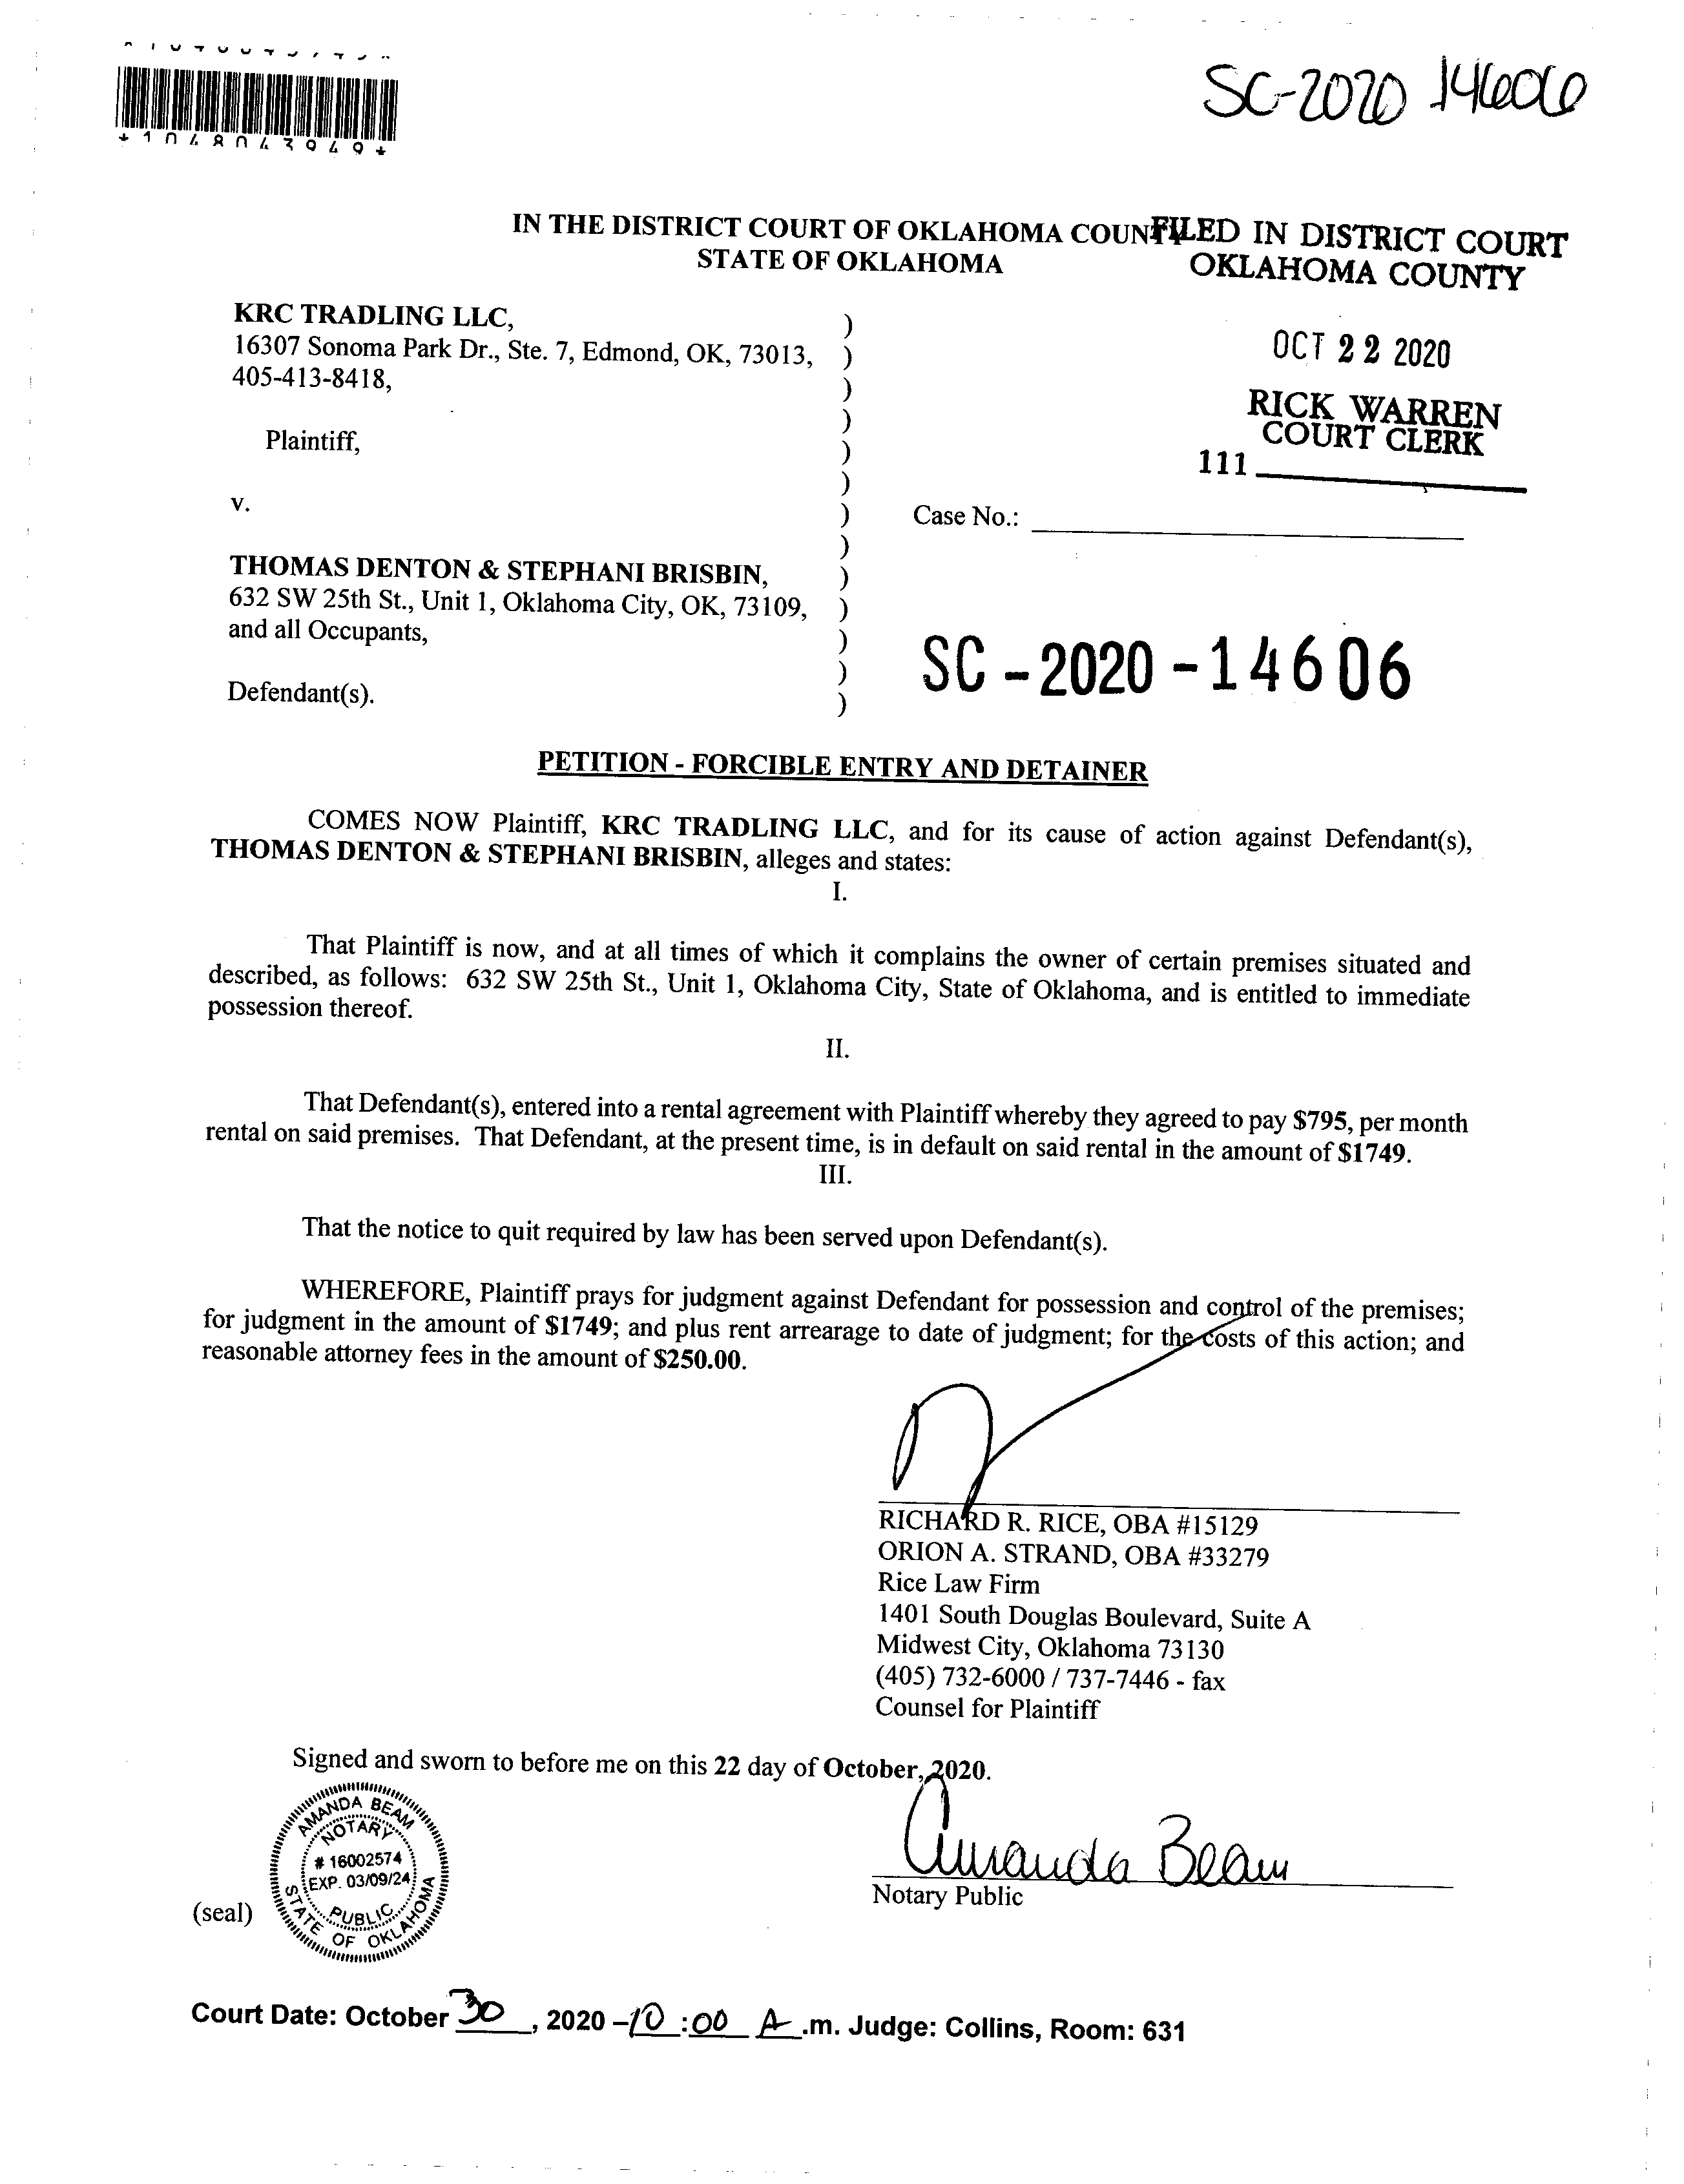 SC-2020 14606
*1048043949*
IN THE DISTRICT COURT OF OKLAHOMA COUN
STATE OF OKLAHOMA
FILED IN DISTRICT COURT
OKLAHOMA COUNTY
OCT 22 2020
RICK WARREN
COURT CLERK
111
KRC TRADLING LLC, )
16307 Sonoma Park Dr., Ste. 7, Edmond, OK, 73013, )
405-413-8418, )
)
Plaintiff, )
)
v. )
Case No.:
)
THOMAS DENTON & STEPHANI BRISBIN, )
632 SW 25th St., Unit 1, Oklahoma City, OK, 73109, )
and all Occupants, )
)
Defendant(s). )
SC-2020-14606
PETITION - FORCIBLE ENTRY AND DETAINER
COMES NOW Plaintiff, KRC TRADLING LLC, and for its cause of action against Defendant(s),
THOMAS DENTON & STEPHANI BRISBIN, alleges and states:
I.
That Plaintiff is now, and at all times of which it complains the owner of certain premises situated and
described, as follows: 632 SW 25th St., Unit 1, Oklahoma City, State of Oklahoma, and is entitled to immediate
possession thereof.
II.
That Defendant(s), entered into a rental agreement with Plaintiff whereby they agreed to pay $795, per month
rental on said premises. That Defendant, at the present time, is in default on said rental in the amount of $1749.
III.
That the notice to quit required by law has been served upon Defendant(s).
WHEREFORE, Plaintiff prays for judgment against Defendant for possession and control of the premises;
for judgment in the amount of $1749; and plus rent arrearage to date of judgment; for the costs of this action; and
reasonable attorney fees in the amount of $250.00.
RICHARD R. RICE, OBA #15129
ORION A. STRAND, OBA #33279
Rice Law Firm
1401 South Douglas Boulevard, Suite A
Midwest City, Oklahoma 73130
(405) 732-6000 / 737-7446 - fax
Counsel for Plaintiff
Signed and sworn to before me on this 22 day of October, 2020.
AMANDA BEAM
NOTARY
# 16002574
EXP. 03/09/24
PUBLIC
STATE OF OKLAHOMA
(seal)
Amanda Beam
Notary Public
Court Date: October 30, 2020 - 10:00 A.m. Judge: Collins, Room: 631